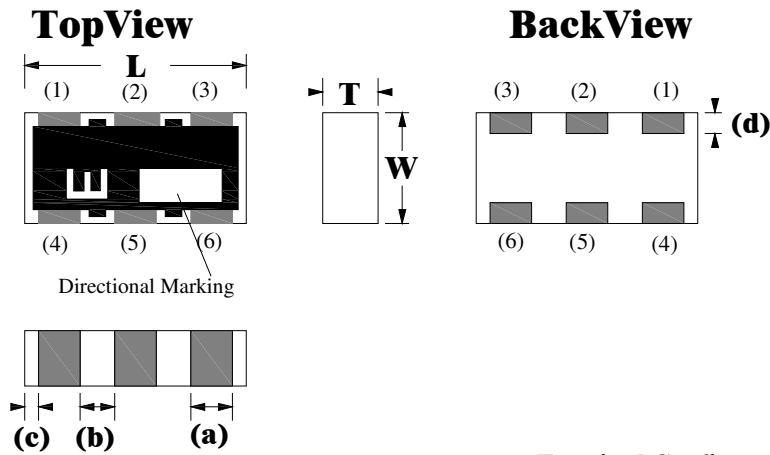 TopView
BackView
L
(1) (2) (3)
T
W
(3) (2) (1)
(d)
(4) (5) (6)
(6) (5) (4)
Directional Marking
(c) (b) (a)